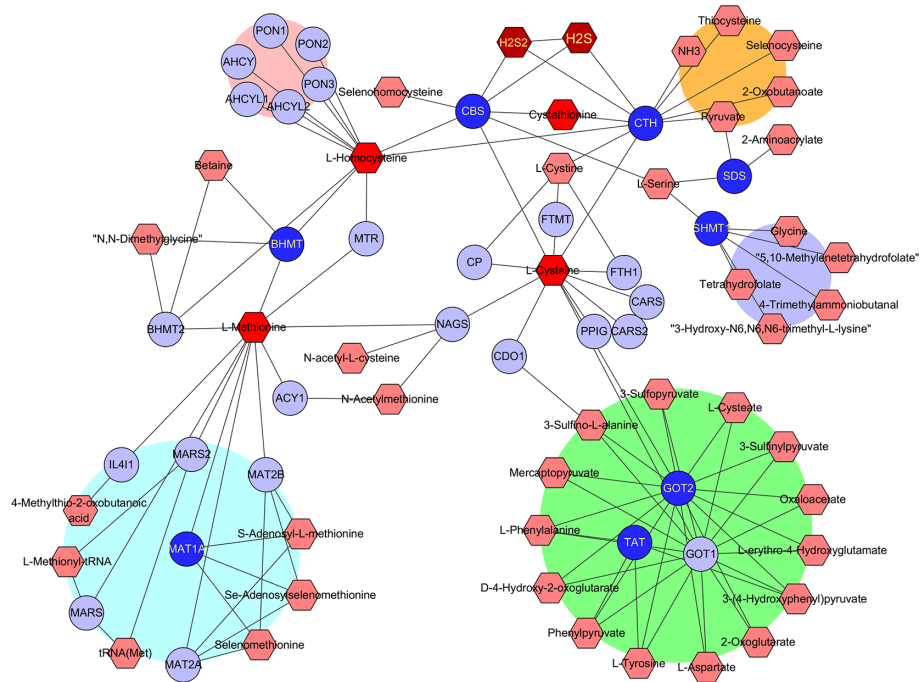 Thiocysteine
PON1
H2S2
H2S
PON2
Selenocysteine
NH3
AHCY
PON3
Selenohomocysteine
2-Oxobutanoate
AHCYL1
AHCYL2
CBS
Cystathionine
CTH
Pyruvate
2-Aminoacrylate
L-Homocysteine
Betaine
L-Cystine
L-Serine
SDS
FTMT
"N,N-Dimethylglycine"
BHMT
MTR
SHMT1
Glycine
"5,10-Methylenetetrahydrofolate"
CP
L-Cysteine
FTH1
Tetrahydrofolate
CARS
4-Trimethylammoniobutanal
BHMT2
L-Methionine
NAGS
PPIG
CARS2
"3-Hydroxy-N6,N6,N6-trimethyl-L-lysine"
N-acetyl-L-cysteine
CDO1
ACY1
N-Acetylmethionine
3-Sulfopyruvate
L-Cysteate
3-Sulfino-L-alanine
3-Sulfinylpyruvate
IL4I1
MARS2
MAT2B
Mercaptopyruvate
GOT2
Oxaloacetate
4-Methylthio-2-oxobutanoic
acid
S-Adenosyl-L-methionine
L-Phenylalanine
TAT
MAT1A
GOT1
L-erythro-4-Hydroxyglutamate
L-Methionyl-tRNA
D-4-Hydroxy-2-oxoglutarate
Se-Adenosylselenomethionine
3-(4-Hydroxyphenyl)pyruvate
MARS
Phenylpyruvate
2-Oxoglutarate
tRNA(Met)
MAT2A
Selenomethionine
L-Tyrosine
L-Aspartate